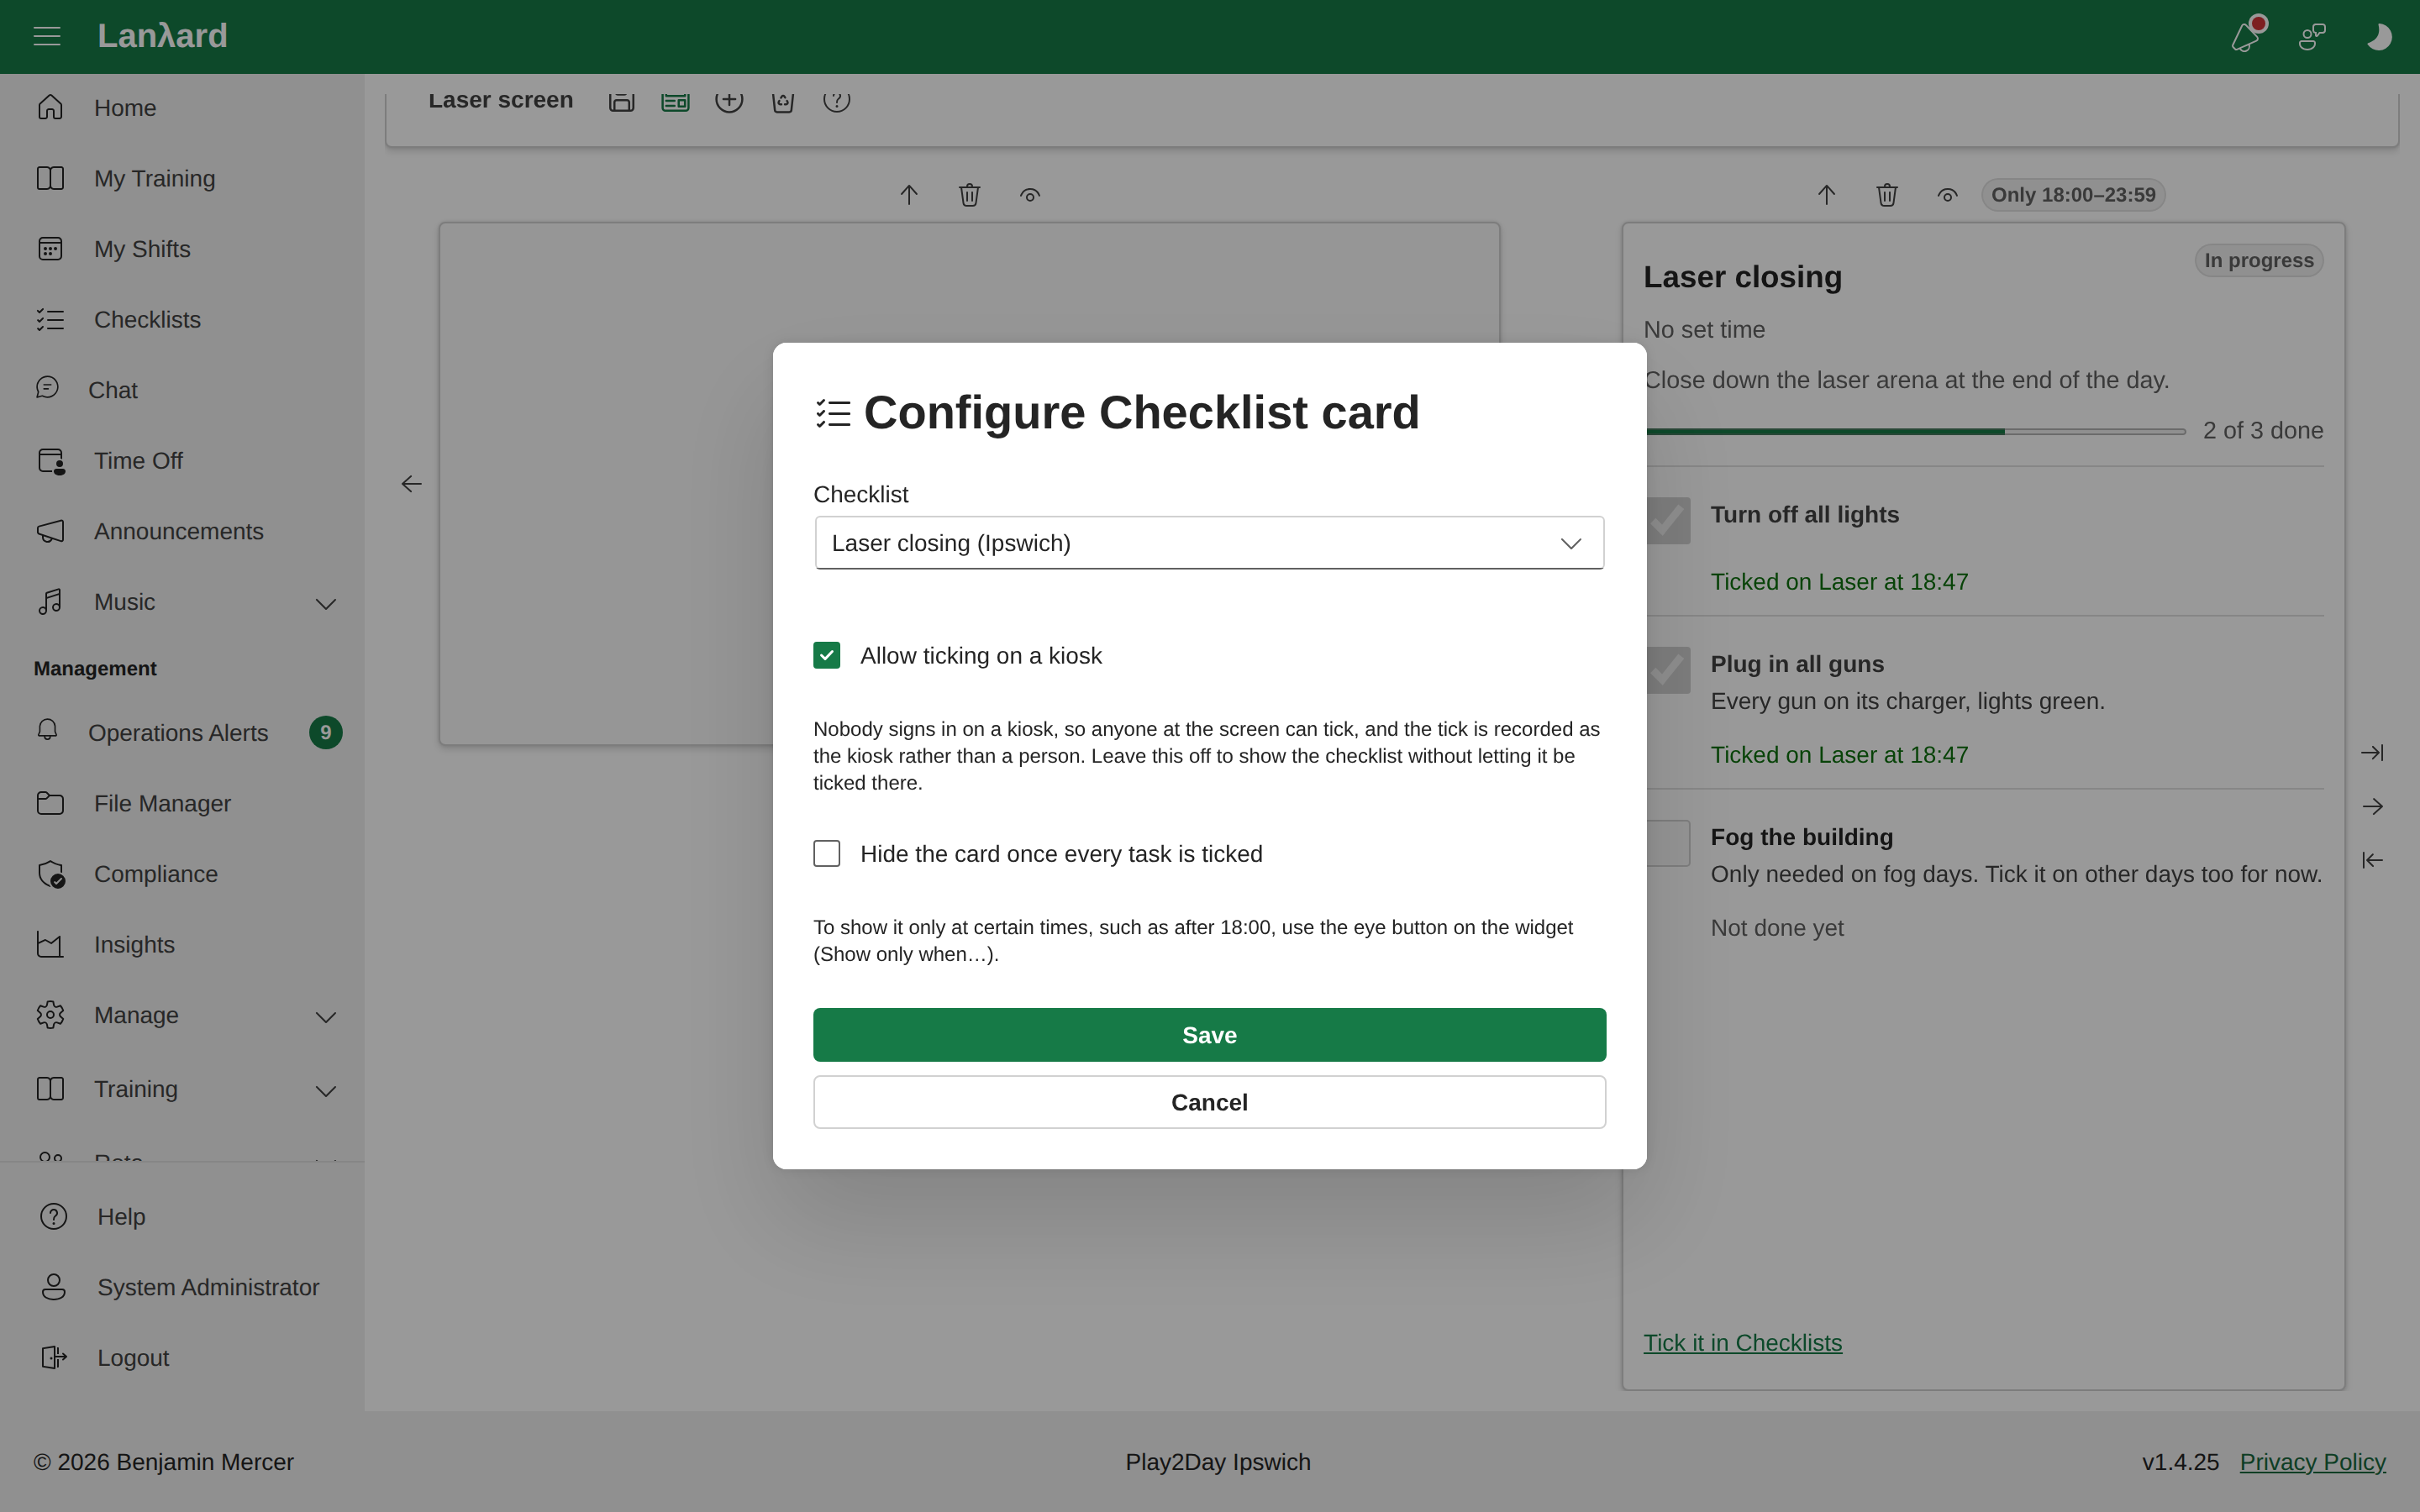 Lanλard
Home
My Training
My Shifts
Checklists
Chat
Time Off
Announcements
Music
Management
Operations Alerts 9
File Manager
Compliance
Insights
Manage
Training
Rota
Help
System Administrator
Logout
Laser screen
Only 18:00–23:59
In progress
Laser closing
No set time
Close down the laser arena at the end of the day.
2 of 3 done
Turn off all lights
Ticked on Laser at 18:47
Plug in all guns
Every gun on its charger, lights green.
Ticked on Laser at 18:47
Fog the building
Only needed on fog days. Tick it on other days too for now.
Not done yet
Tick it in Checklists
Configure Checklist card
Checklist
Laser closing (Ipswich)
Allow ticking on a kiosk
Nobody signs in on a kiosk, so anyone at the screen can tick, and the tick is recorded as
the kiosk rather than a person. Leave this off to show the checklist without letting it be
ticked there.
Hide the card once every task is ticked
To show it only at certain times, such as after 18:00, use the eye button on the widget
(Show only when…).
Save
Cancel
© 2026 Benjamin Mercer
Play2Day Ipswich
v1.4.25 Privacy Policy